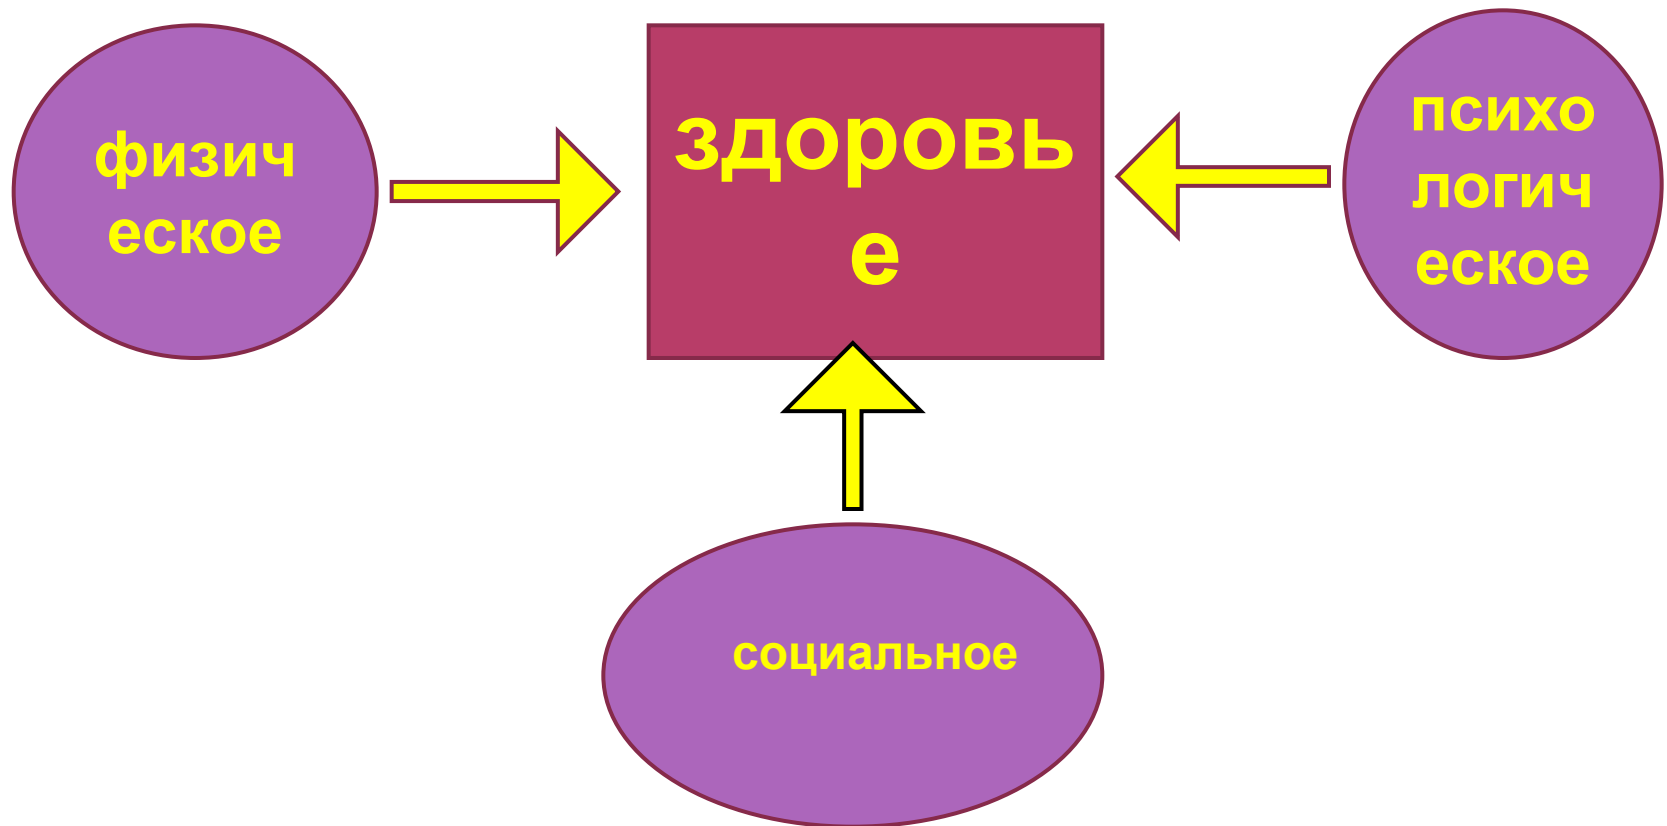 физич
еское
здоровь
е
психо
логич
еское
социальное